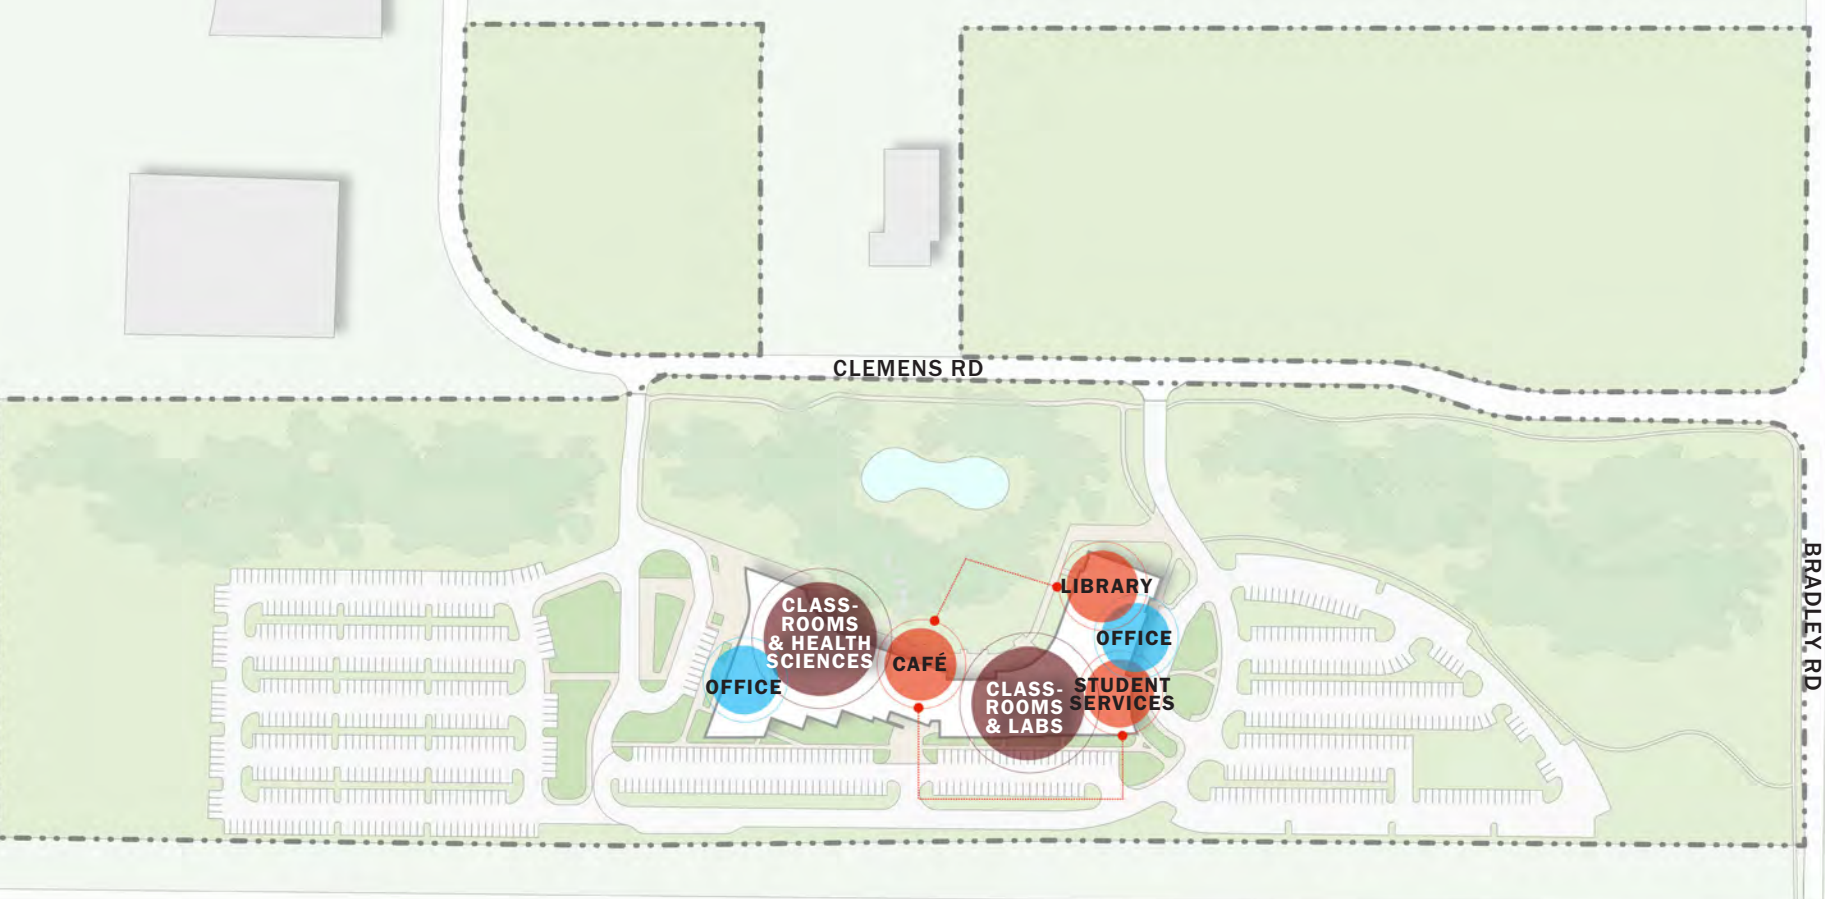 CLEMENS RD
BRADLEY RD
CLASS-
ROOMS
& HEALTH
SCIENCES
OFFICE
CAFÉ
LIBRARY
OFFICE
STUDENT
SERVICES
CLASS-
ROOMS
& LABS